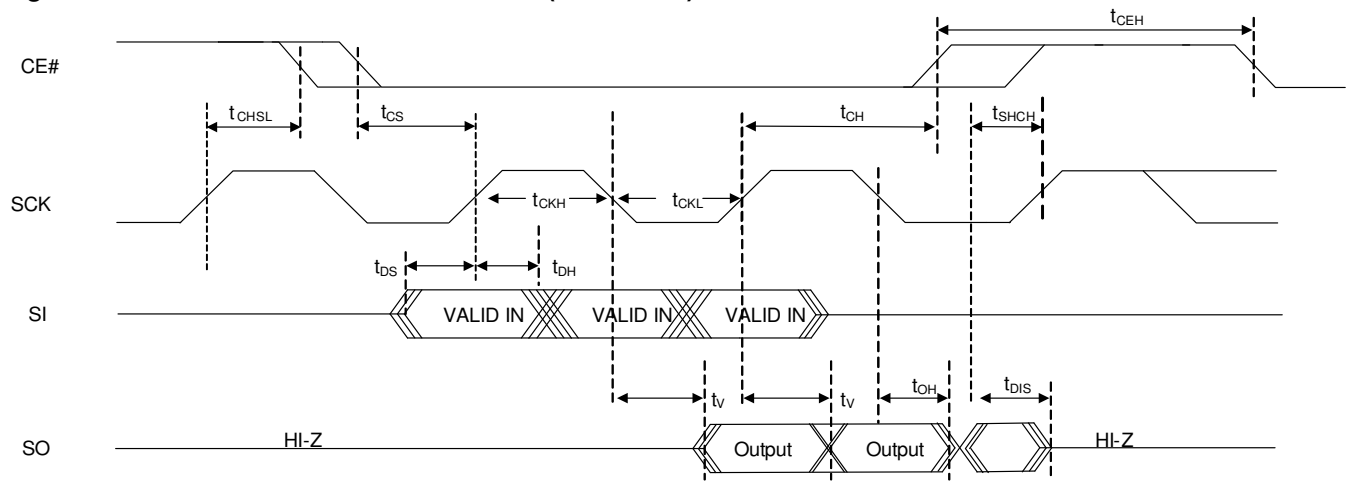 tCEH
CE#
tCHSL
tCS
tCH
tSHCH
SCK
tCKH
tCKL
tDS
tDH
SI
VALID IN
VALID IN
VALID IN
tV
tV
tOH
tDIS
SO
HI-Z
Output
Output
HI-Z